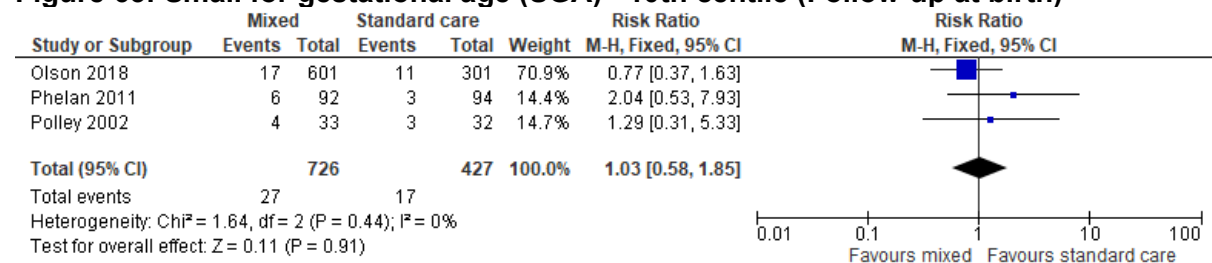 Mixed Standard care Risk Ratio Risk Ratio
Study or Subgroup Events Total Events Total Weight M-H, Fixed, 95% CI M-H, Fixed, 95% CI
Olson 2018 17 601 11 301 70.9% 0.77 [0.37, 1.63]
Phelan 2011 6 92 3 94 14.4% 2.04 [0.53, 7.93]
Polley 2002 4 33 3 32 14.7% 1.29 [0.31, 5.33]
Total (95% CI) 726 427 100.0% 1.03 [0.58, 1.85]
Total events 27 17
Heterogeneity: Chi² = 1.64, df = 2 (P = 0.44); I² = 0%
Test for overall effect: Z = 0.11 (P = 0.91)
0.01 0.1 1 10 100
Favours mixed Favours standard care